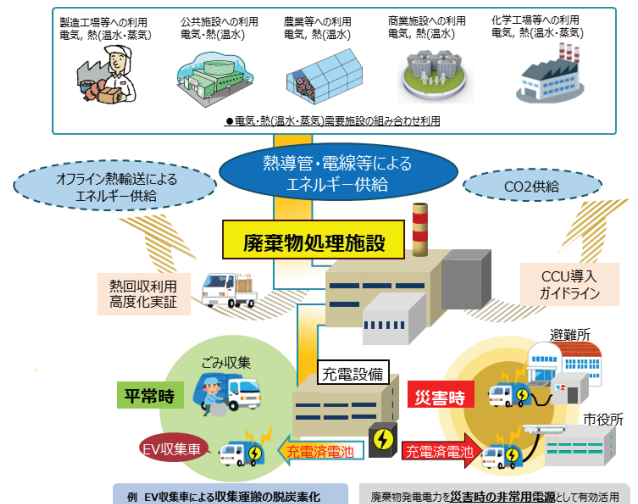 製造工場等への利用
電気, 熱(温水・蒸気)
公共施設への利用
電気・熱(温水)
農業等への利用
電気, 熱(温水)
商業施設への利用
電気, 熱(温水)
化学工場等への利用
電気, 熱(温水・蒸気)
●電気・熱(温水・蒸気)需要施設の組み合わせ利用
オフライン熱輸送による
エネルギー供給
熱導管・電線等による
エネルギー供給
CO2供給
廃棄物処理施設
熱回収利用
高度化実証
CCU導入
ガイドライン
ごみ収集
平常時
EV収集車
充電設備
充電済電池
充電済電池
災害時
避難所
市役所
例 EV収集車による収集運搬の脱炭素化
廃棄物発電電力を災害時の非常用電源として有効活用